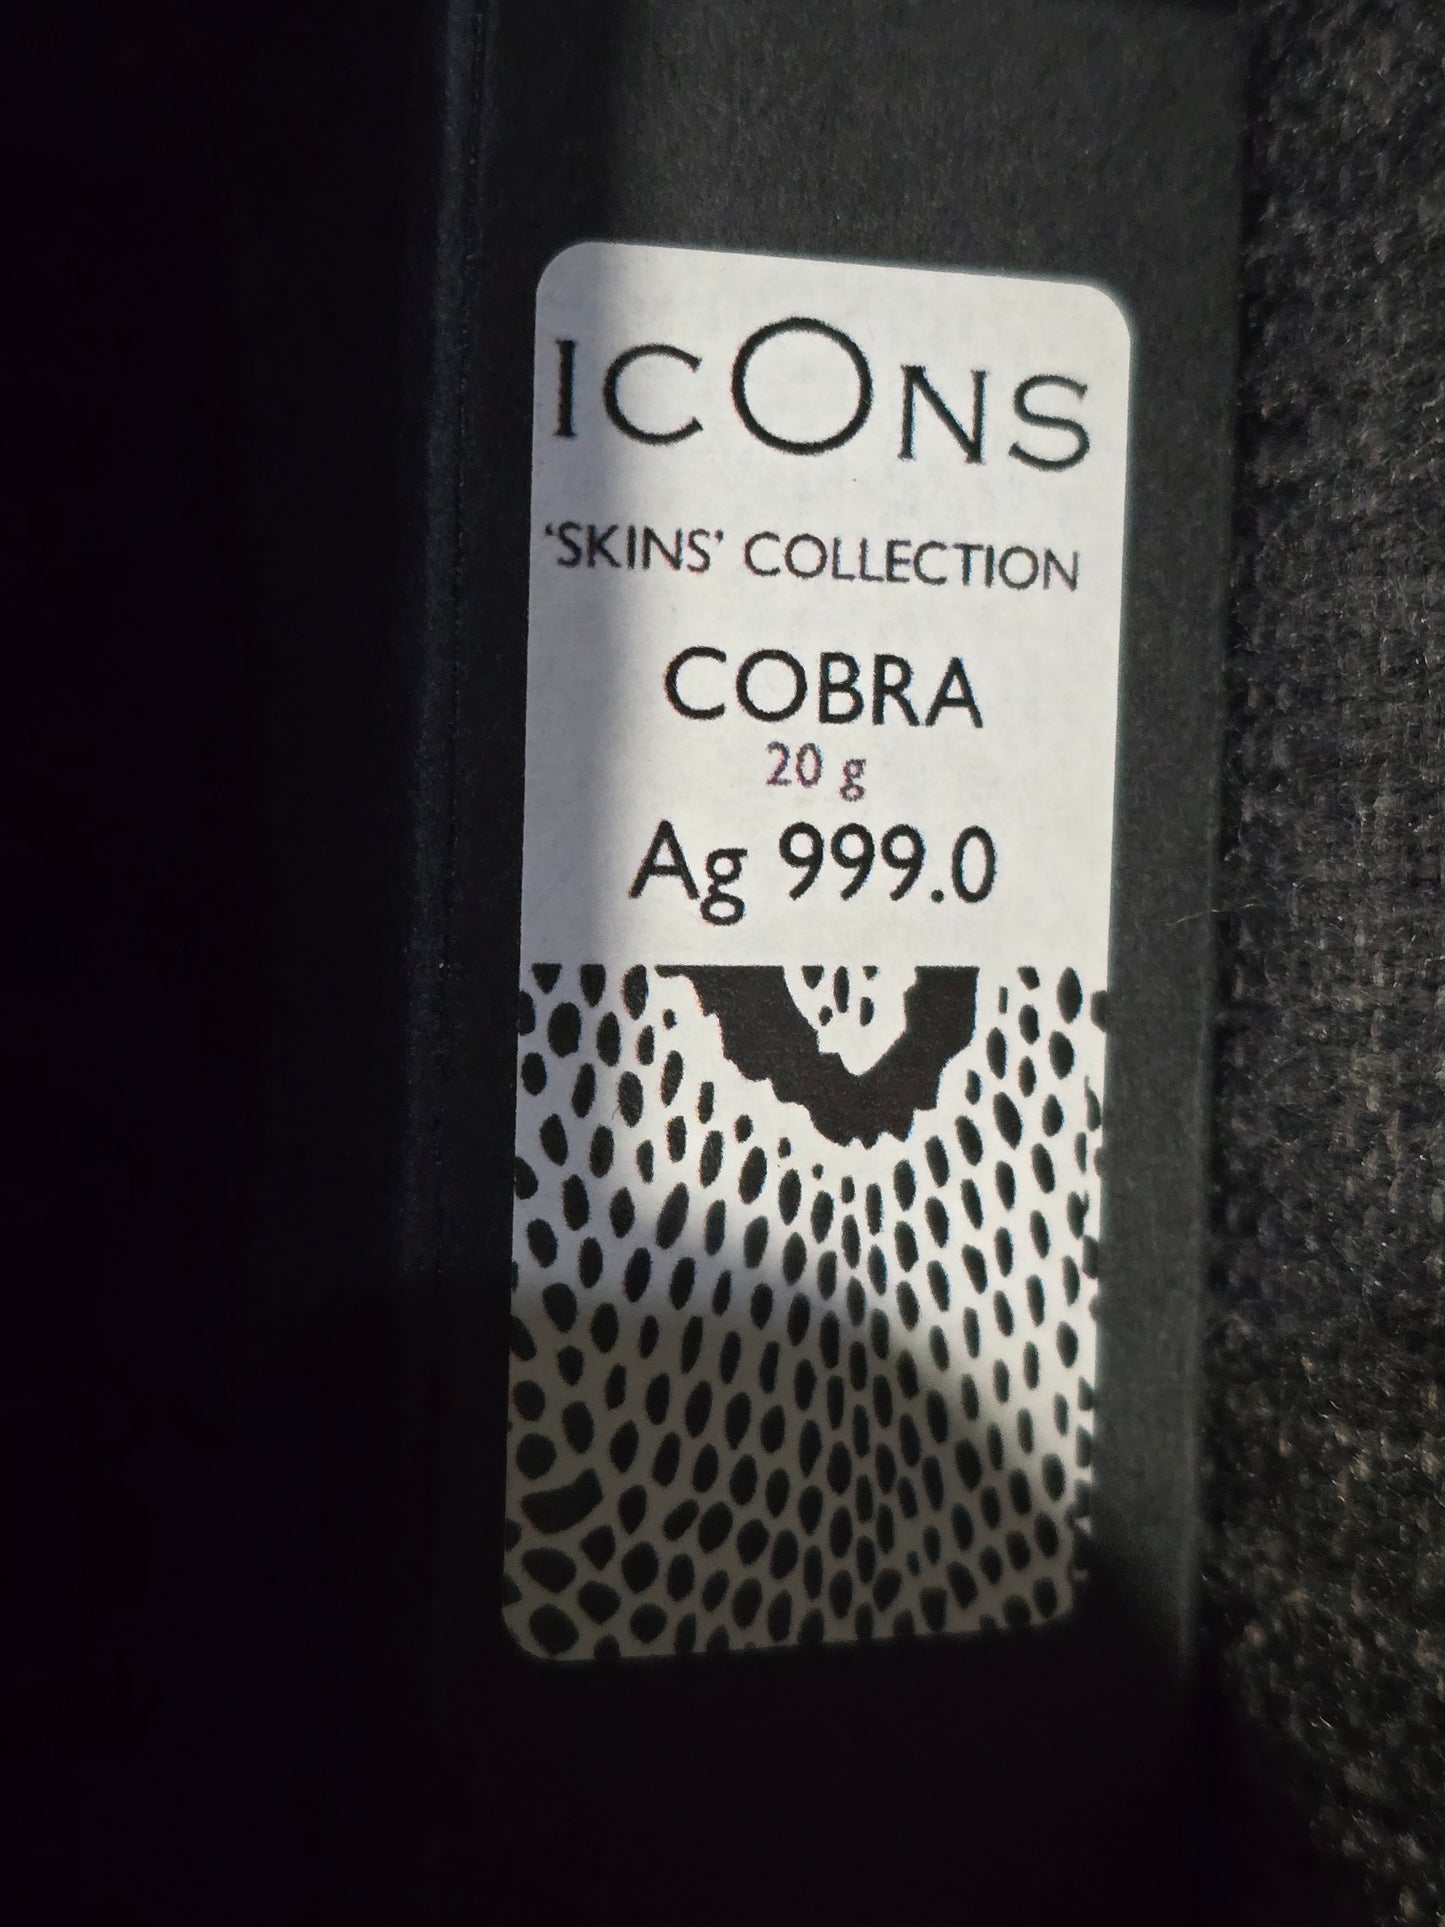 ICONS
‘SKINS’ COLLECTION
COBRA
20 g
Ag 999.0